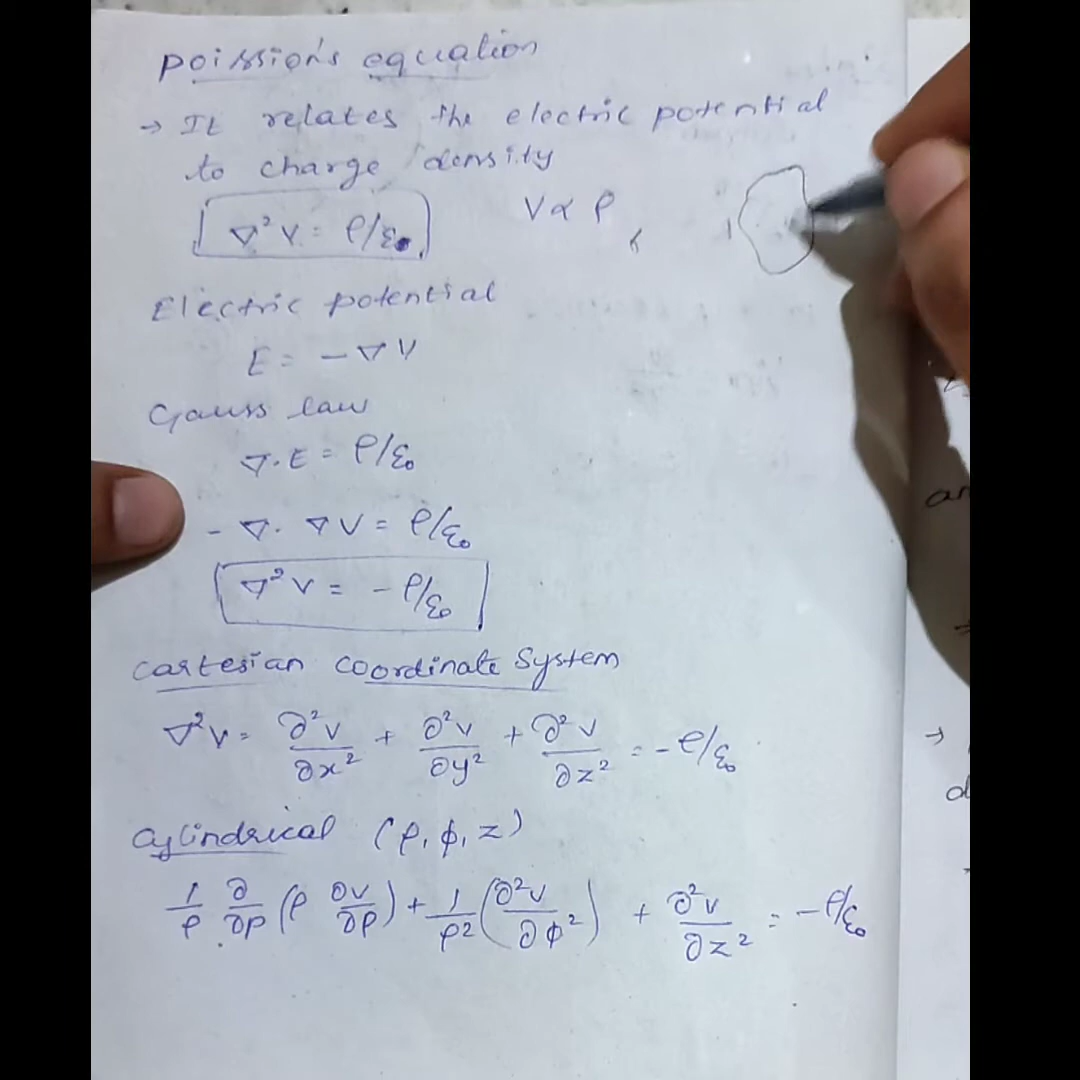 poission's equation
→ It relates the electric potential
to charge density
∇²V = ρ/ε₀
V ∝ ρ
Electric potential
E = -∇V
Gauss law
∇.E = ρ/ε₀
-∇.∇V = ρ/ε₀
∇²V = -ρ/ε₀
Cartesian Coordinate System
∇²V = ∂²V/∂x² + ∂²V/∂y² + ∂²V/∂z² = -ρ/ε₀
Cylindrical (ρ, φ, z)
1/ρ ∂/∂ρ (ρ ∂V/∂ρ) + 1/ρ² (∂²V/∂φ²) + ∂²V/∂z² = -ρ/ε₀